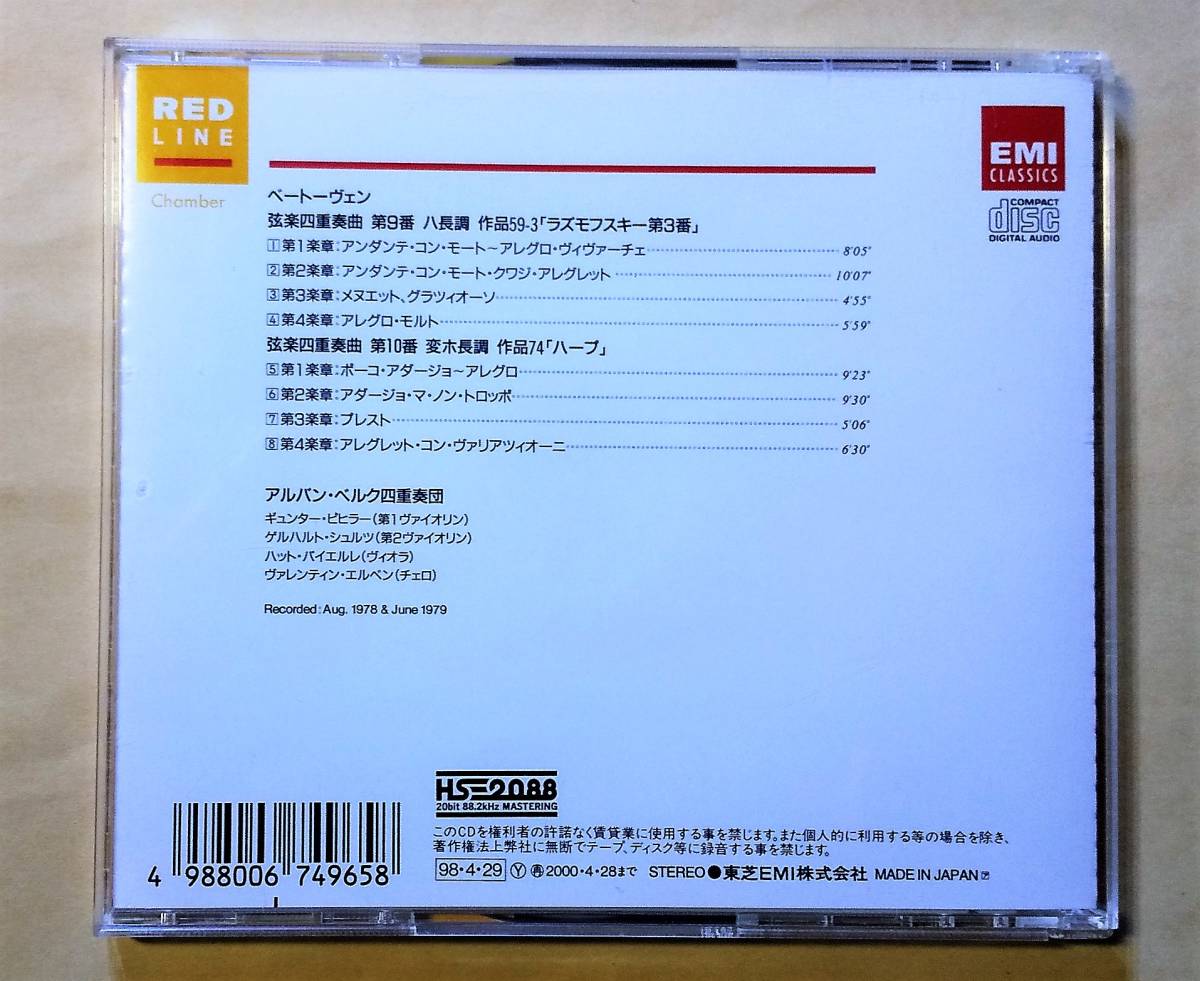 RED
LINE
Chamber
EMI
CLASSICS
COMPACT
disc
DIGITAL AUDIO
ベートーヴェン
弦楽四重奏曲 第9番 ハ長調 作品59-3「ラズモフスキー第3番」
1 第1楽章:アンダンテ・コン・モート〜アレグロ・ヴィヴァーチェ 8'05"
2 第2楽章:アンダンテ・コン・モート・クワジ・アレグレット 10'07"
3 第3楽章:メヌエット、グラツィオーソ 4'55"
4 第4楽章:アレグロ・モルト 5'59"
弦楽四重奏曲 第10番 変ホ長調 作品74「ハープ」
5 第1楽章:ポーコ・アダージョ〜アレグロ 9'23"
6 第2楽章:アダージョ・マ・ノン・トロッポ 9'30"
7 第3楽章:プレスト 5'06"
8 第4楽章:アレグレット・コン・ヴァリアツィオーニ 6'30"
アルバン・ベルク四重奏団
ギュンター・ピヒラー(第1ヴァイオリン)
ゲルハルト・シュルツ(第2ヴァイオリン)
ハット・バイエルレ(ヴィオラ)
ヴァレンティン・エルベン(チェロ)
Recorded: Aug. 1978 & June 1979
HS-2088
20bit 88.2kHz MASTERING
このCDを権利者の許諾なく賃貸業に使用する事を禁じます。また個人的に利用する等の場合を除き、
著作権法上弊社に無断でテープ、ディスク等に録音する事を禁じます。
98・4・29 Ⓨ 再 2000・4・28まで STEREO●東芝EMI株式会社 MADE IN JAPAN
4 988006 749658